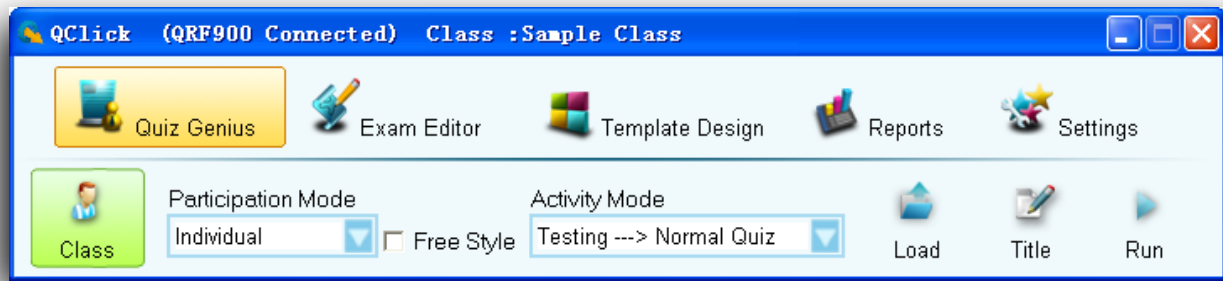 QClick (QRF900 Connected) Class :Sample Class
Quiz Genius Exam Editor Template Design Reports Settings
Participation Mode Activity Mode
Individual Free Style Testing ---> Normal Quiz
Class Load Title Run